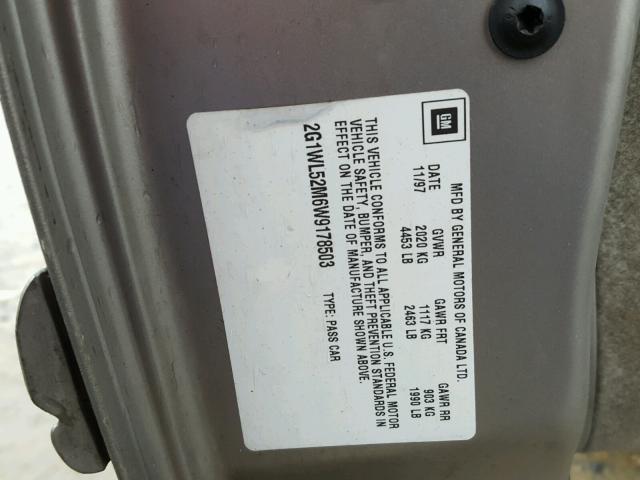 GM
MFD BY GENERAL MOTORS OF CANADA LTD.
DATE GVWR GAWR FRT GAWR RR
11/97 2020 KG 1117 KG 903 KG
4453 LB 2463 LB 1990 LB
THIS VEHICLE CONFORMS TO ALL APPLICABLE U.S. FEDERAL MOTOR
VEHICLE SAFETY, BUMPER, AND THEFT PREVENTION STANDARDS IN
EFFECT ON THE DATE OF MANUFACTURE SHOWN ABOVE.
2G1WL52M6W9178503 TYPE: PASS CAR